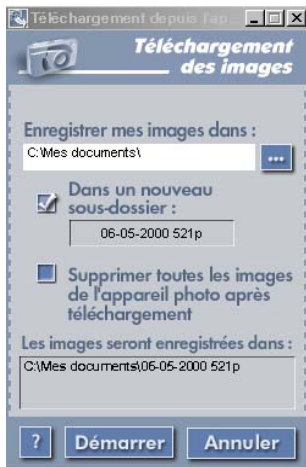 Téléchargement depuis l'ap
Téléchargement
des images
Enregistrer mes images dans :
C:\Mes documents\
...
Dans un nouveau
sous-dossier :
06-05-2000 521p
Supprimer toutes les images
de l'appareil photo après
téléchargement
Les images seront enregistrées dans :
C:\Mes documents\06-05-2000 521p
? Démarrer Annuler